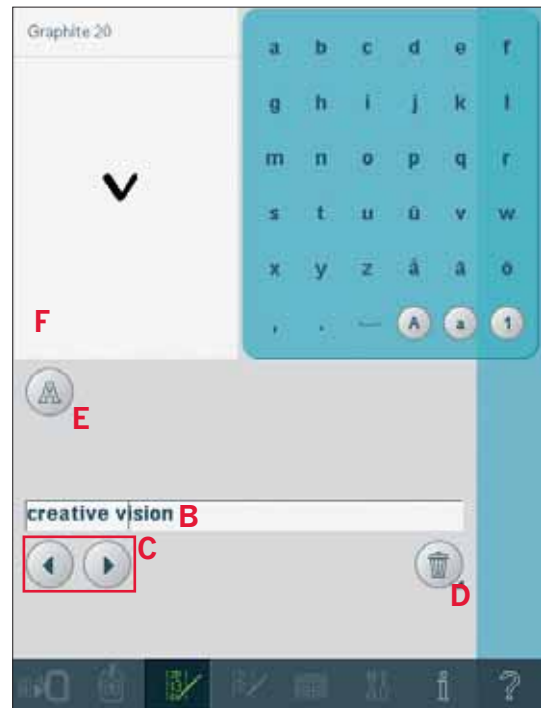 Graphite 20
a b c d e f
g h i j k l
m n o p q r
s t u ü v w
x y z å ä ö
, . _ A a 1
v
F
A
E
creative vision B
C
D
i ?